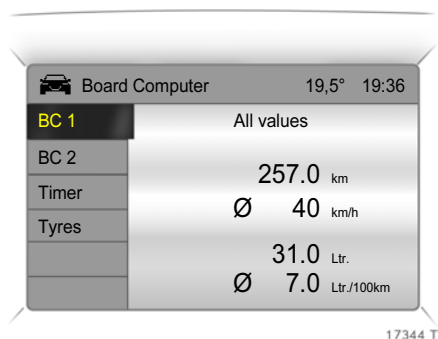 Board Computer 19,5° 19:36
BC 1
All values
BC 2
Timer
Tyres
257.0 km
Ø 40 km/h
31.0 Ltr.
Ø 7.0 Ltr./100km
17344 T